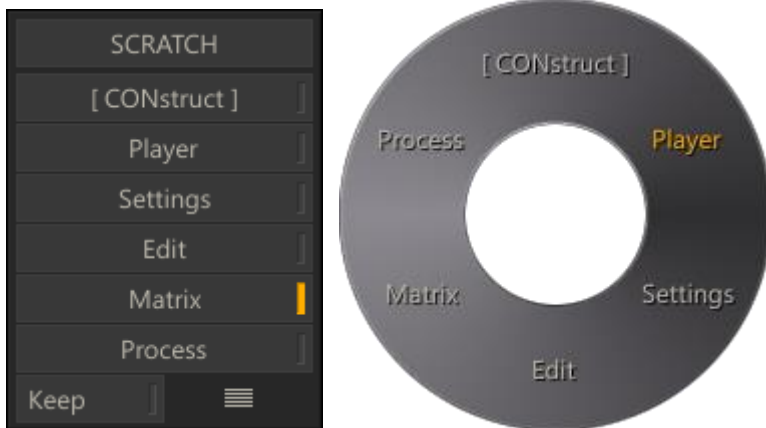 SCRATCH
[ CONstruct ]
Player
Settings
Edit
Matrix
Process
Keep
[ CONstruct ]
Process
Player
Matrix
Settings
Edit